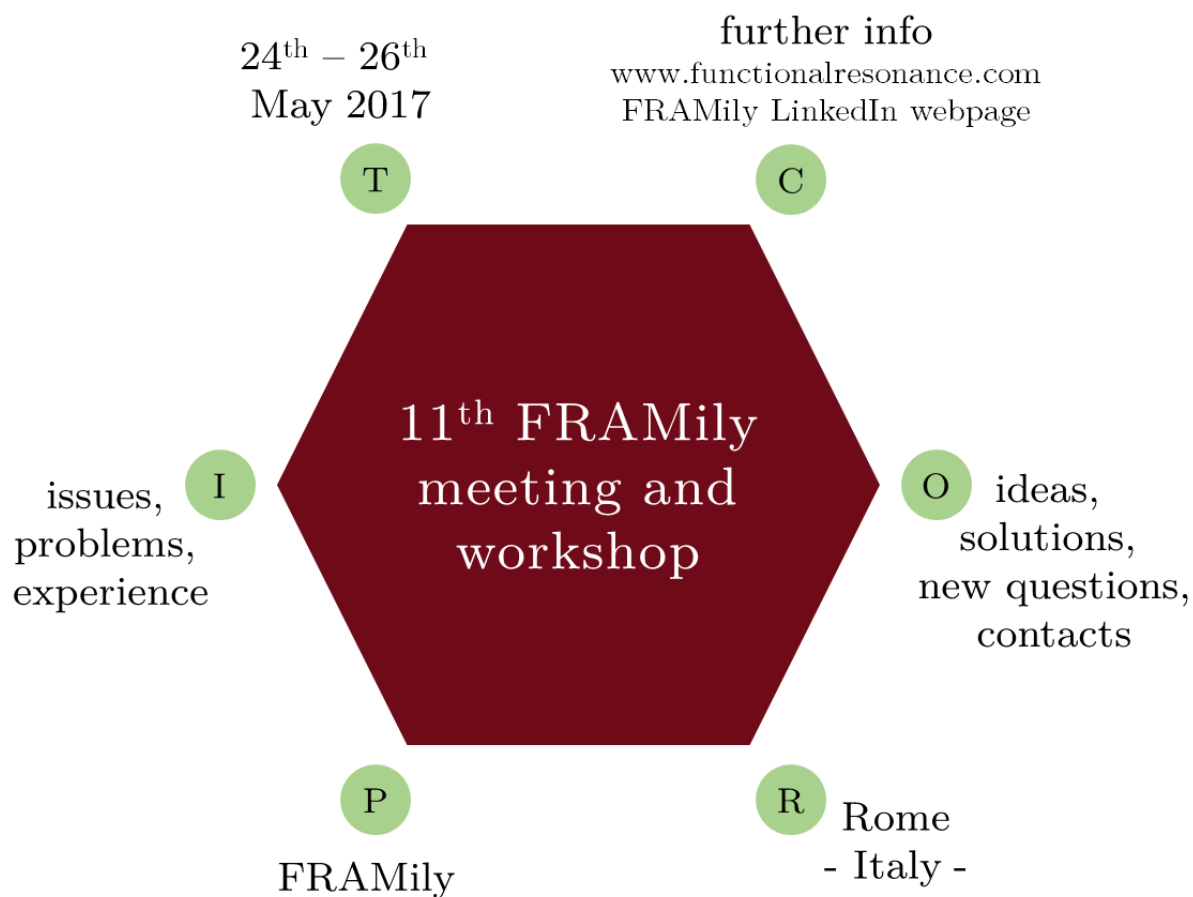 24th – 26th
May 2017
further info
www.functionalresonance.com
FRAMily LinkedIn webpage
T
C
11th FRAMily
meeting and
workshop
I
issues,
problems,
experience
O
ideas,
solutions,
new questions,
contacts
P
FRAMily
R
Rome
- Italy -